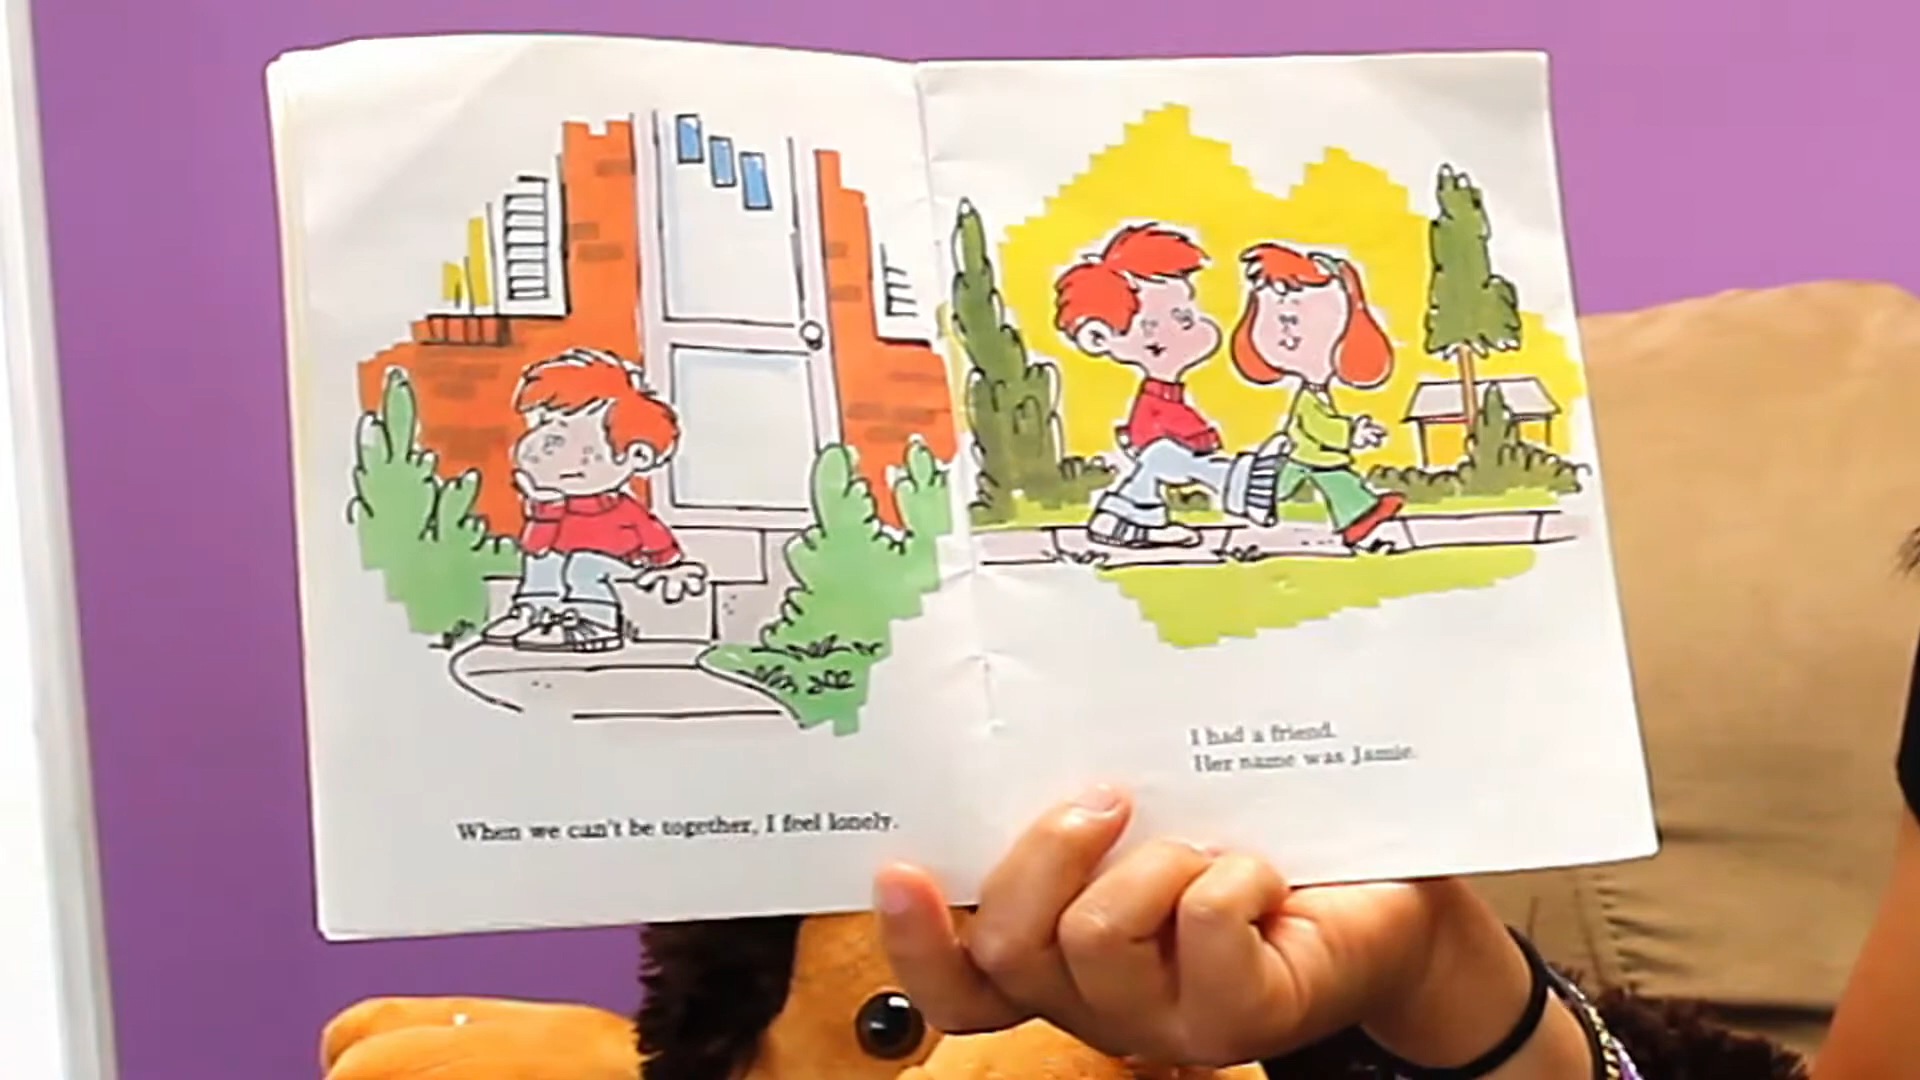 When we can't be together, I feel lonely.
I had a friend.
Her name was Jamie.